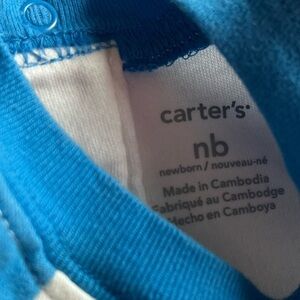 carter's
nb
newborn / nouveau-né
Made in Cambodia
Fabriqué au Cambodge
Hecho en Camboya